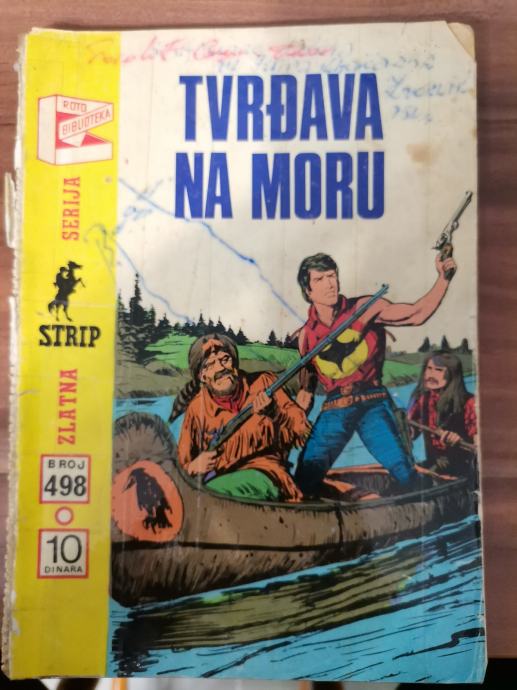 TVRĐAVA
NA MORU
ROTO
BIBLIOTEKA
ZLATNA STRIP SERIJA
BROJ
498
10
DINARA